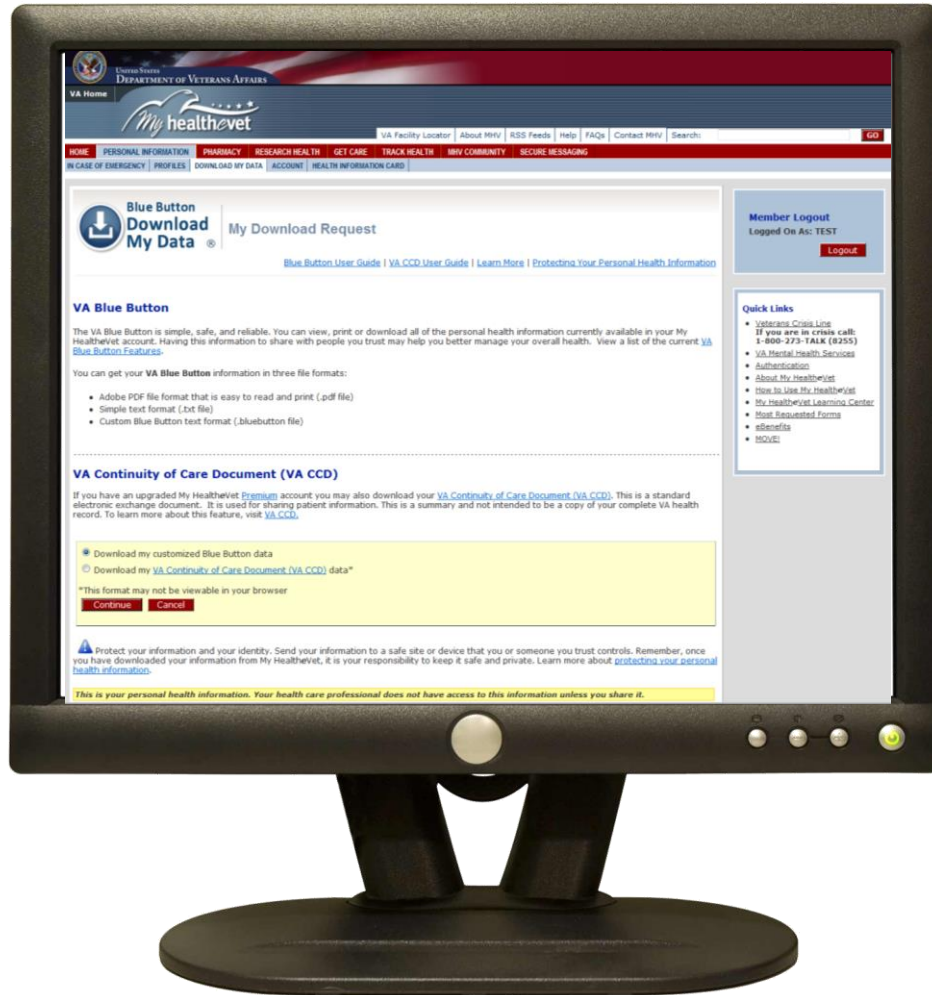 UNITED STATES
DEPARTMENT OF VETERANS AFFAIRS
VA Home
My healthevet
VA Facility Locator | About MHV | RSS Feeds | Help | FAQs | Contact MHV | Search: GO
HOME PERSONAL INFORMATION PHARMACY RESEARCH HEALTH GET CARE TRACK HEALTH MHV COMMUNITY SECURE MESSAGING
IN CASE OF EMERGENCY PROFILES DOWNLOAD MY DATA ACCOUNT HEALTH INFORMATION CARD
Blue Button
Download
My Data ®
My Download Request
Blue Button User Guide | VA CCD User Guide | Learn More | Protecting Your Personal Health Information
VA Blue Button
The VA Blue Button is simple, safe, and reliable. You can view, print or download all of the personal health information currently available in your My
HealtheVet account. Having this information to share with people you trust may help you better manage your overall health. View a list of the current VA
Blue Button Features.
You can get your VA Blue Button information in three file formats:
• Adobe PDF file format that is easy to read and print (.pdf file)
• Simple text format (.txt file)
• Custom Blue Button text format (.bluebutton file)
VA Continuity of Care Document (VA CCD)
If you have an upgraded My HealtheVet Premium account you may also download your VA Continuity of Care Document (VA CCD). This is a standard
electronic exchange document. It is used for sharing patient information. This is a summary and not intended to be a copy of your complete VA health
record. To learn more about this feature, visit VA CCD.
Download my customized Blue Button data
Download my VA Continuity of Care Document (VA CCD) data*
*This format may not be viewable in your browser
Continue Cancel
Protect your information and your identity. Send your information to a safe site or device that you or someone you trust controls. Remember, once
you have downloaded your information from My HealtheVet, it is your responsibility to keep it safe and private. Learn more about protecting your personal
health information.
This is your personal health information. Your health care professional does not have access to this information unless you share it.
Member Logout
Logged On As: TEST
Logout
Quick Links
• Veterans Crisis Line
If you are in crisis call:
1-800-273-TALK (8255)
• VA Mental Health Services
• Authentication
• About My HealtheVet
• How to Use My HealtheVet
• My HealtheVet Learning Center
• Most Requested Forms
• eBenefits
• MOVE!